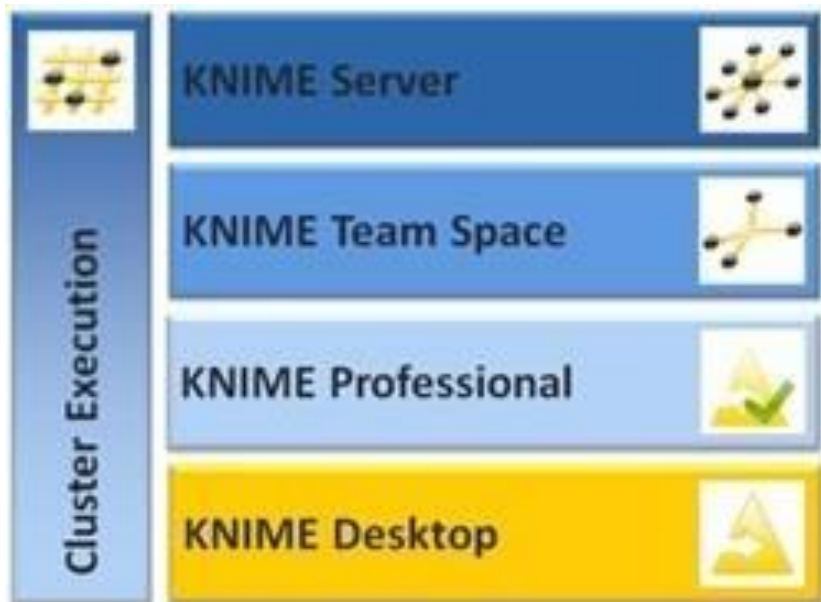 Cluster Execution
KNIME Server
KNIME Team Space
KNIME Professional
KNIME Desktop